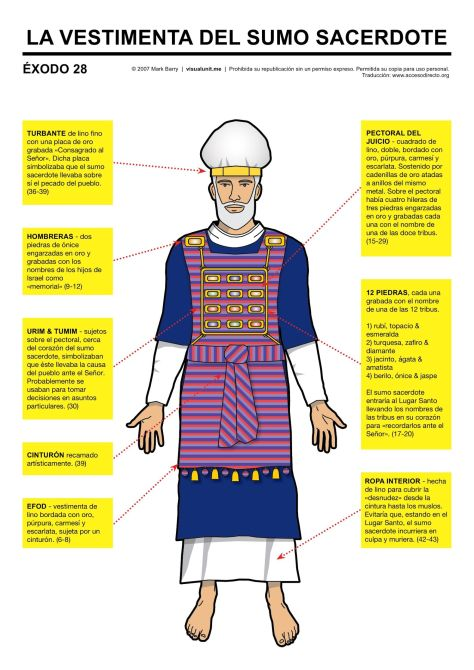 LA VESTIMENTA DEL SUMO SACERDOTE
ÉXODO 28
© 2007 Mark Barry | visualunit.me | Prohibida su republicación sin un permiso expreso. Permitida su copia para uso personal.
Traducción: www.accesodirecto.org
TURBANTE de lino fino
con una placa de oro
grabada «Consagrado al
Señor». Dicha placa
simbolizaba que el sumo
sacerdote llevaba sobre
sí el pecado del pueblo.
(36-39)
HOMBRERAS - dos
piedras de ónice
engarzadas en oro y
grabadas con los
nombres de los hijos de
Israel como
«memorial» (9-12)
URIM & TUMIM - sujetos
sobre el pectoral, cerca
del corazón del sumo
sacerdote, simbolizaban
que éste llevaba la causa
del pueblo ante el Señor.
Probablemente se
usaban para tomar
decisiones en asuntos
particulares. (30)
CINTURÓN recamado
artísticamente. (39)
EFOD - vestimenta de
lino bordada con oro,
púrpura, carmesí y
escarlata, sujeta por un
cinturón. (6-8)
PECTORAL DEL
JUICIO - cuadrado de
lino, doble, bordado con
oro, púrpura, carmesí y
escarlata. Sostenido por
cadenillas de oro atadas
a anillos del mismo
metal. Sobre el pectoral
había cuatro hileras de
tres piedras engarzadas
en oro y grabadas cada
una con el nombre de
una de las doce tribus.
(15-29)
12 PIEDRAS, cada una
grabada con el nombre
de una de las 12 tribus.
1) rubí, topacio &
esmeralda
2) turquesa, zafiro &
diamante
3) jacinto, ágata &
amatista
4) berilo, ónice & jaspe
El sumo sacerdote
entraría al Lugar Santo
llevando los nombres de
las tribus en su corazón
para «recordarlos ante el
Señor». (17-20)
ROPA INTERIOR - hecha
de lino para cubrir la
«desnudez» desde la
cintura hasta los muslos.
Evitaría que, estando en el
Lugar Santo, el sumo
sacerdote incurriera en
culpa y muriera. (42-43)